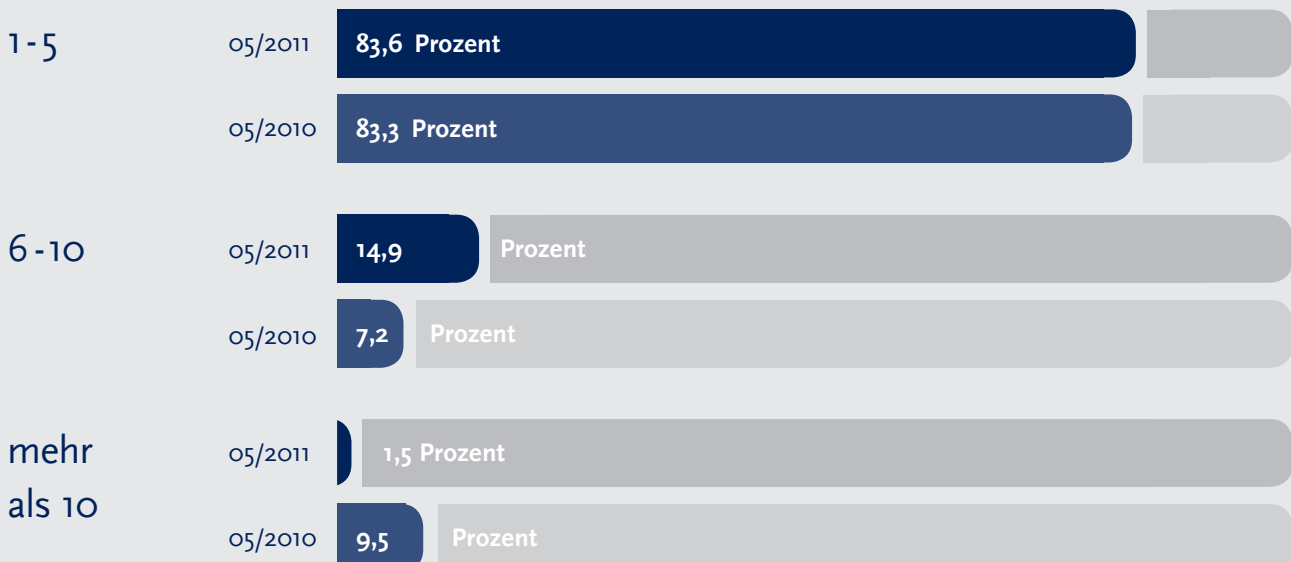 1-5 05/2011 83,6 Prozent
05/2010 83,3 Prozent
6-10 05/2011 14,9 Prozent
05/2010 7,2 Prozent
mehr
als 10
05/2011 1,5 Prozent
05/2010 9,5 Prozent